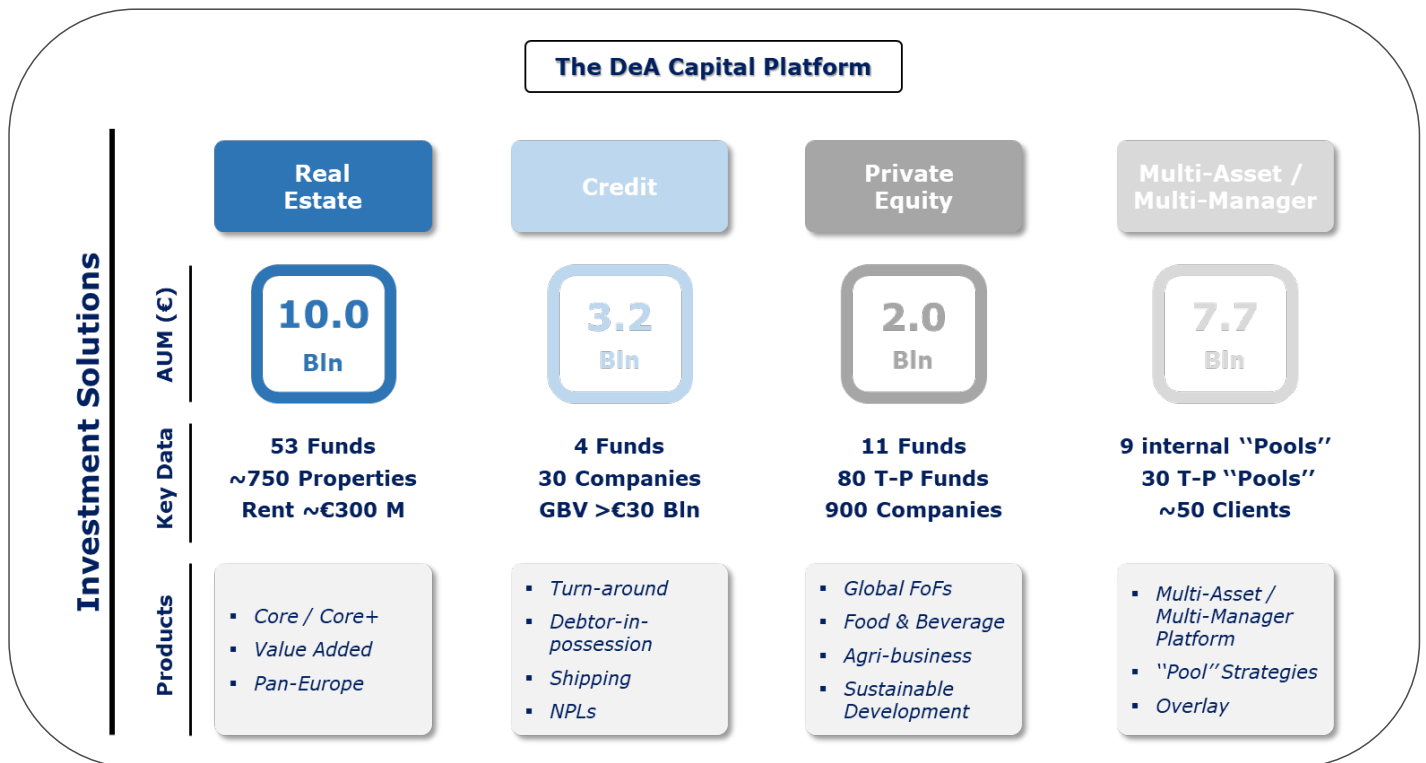 The DeA Capital Platform
Investment Solutions
Real
Estate
Credit
Private
Equity
Multi-Asset /
Multi-Manager
AUM (€)
10.0
Bln
3.2
Bln
2.0
Bln
7.7
Bln
Key Data
53 Funds
~750 Properties
Rent ~€300 M
4 Funds
30 Companies
GBV >€30 Bln
11 Funds
80 T-P Funds
900 Companies
9 internal ‘‘Pools’’
30 T-P ‘‘Pools’’
~50 Clients
Products
▪ Core / Core+
▪ Value Added
▪ Pan-Europe
▪ Turn-around
▪ Debtor-in-
possession
▪ Shipping
▪ NPLs
▪ Global FoFs
▪ Food & Beverage
▪ Agri-business
▪ Sustainable
Development
▪ Multi-Asset /
Multi-Manager
Platform
▪ ‘‘Pool’’ Strategies
▪ Overlay